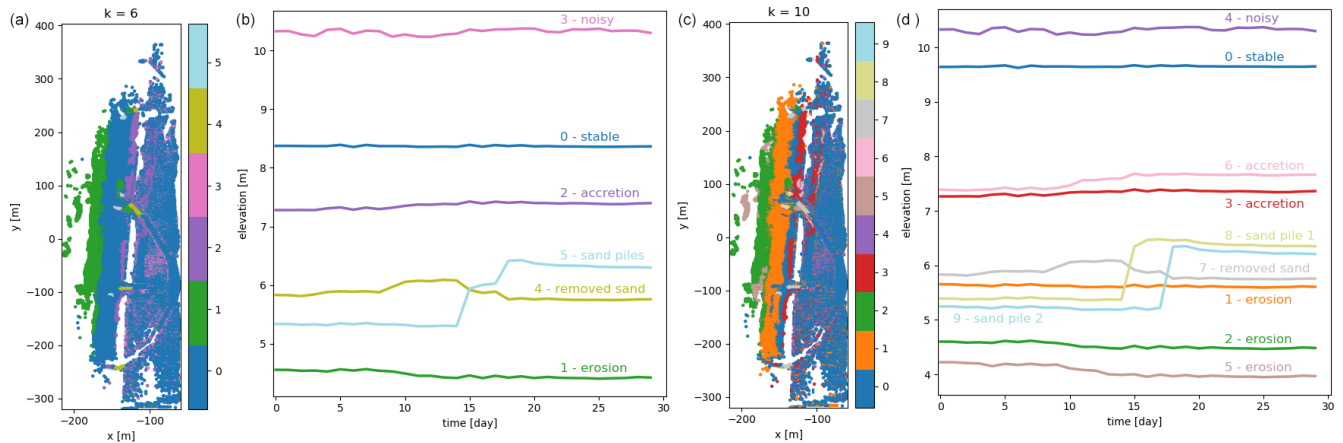 (a)
k = 6
400
300
200
100
0
−100
−200
−300
y [m]
−200
−100
x [m]
5
4
3
2
1
0
(b)
10
9
8
7
6
5
elevation [m]
3 - noisy
0 - stable
2 - accretion
5 - sand piles
4 - removed sand
1 - erosion
0
5
10
15
20
25
30
time [day]
(c)
k = 10
400
300
200
100
0
−100
−200
−300
y [m]
−200
−100
x [m]
9
8
7
6
5
4
3
2
1
0
(d )
10
9
8
7
6
5
4
elevation [m]
4 - noisy
0 - stable
6 - accretion
3 - accretion
8 - sand pile 1
7 - removed sand
1 - erosion
9 - sand pile 2
2 - erosion
5 - erosion
0
5
10
15
20
25
30
time [day]